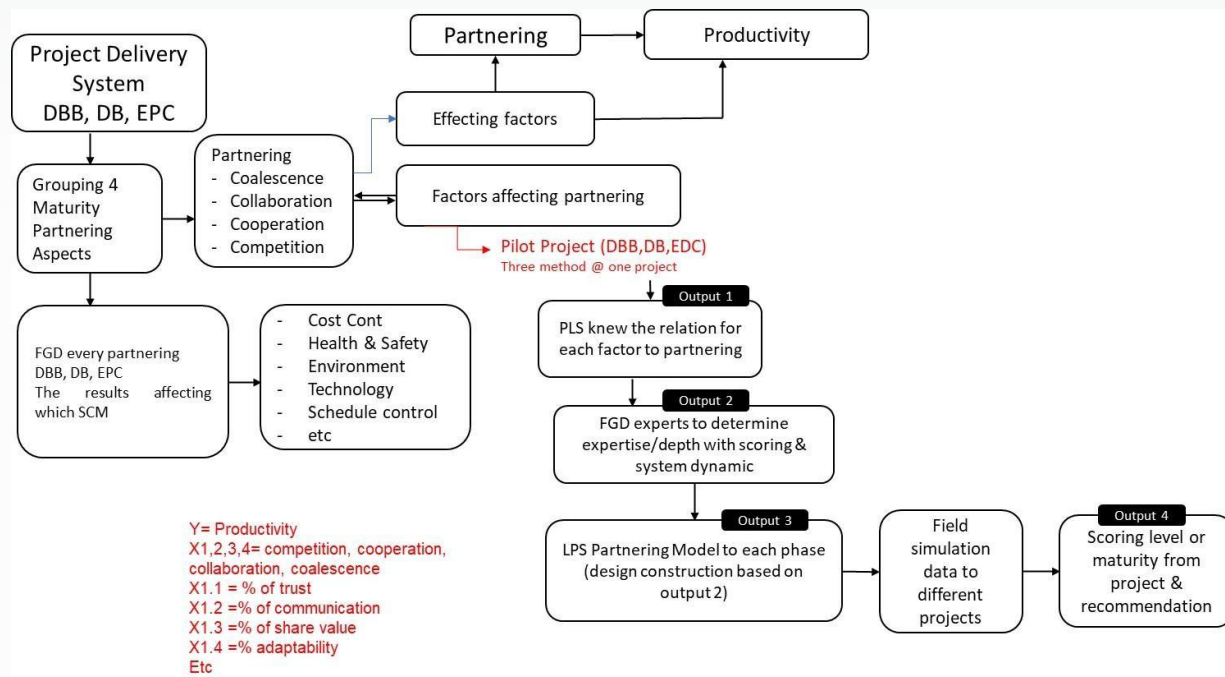 Project Delivery
System
DBB, DB, EPC
Partnering
Productivity
Effecting factors
Grouping 4
Maturity
Partnering
Aspects
Partnering
- Coalescence
- Collaboration
- Cooperation
- Competition
Factors affecting partnering
Pilot Project (DBB,DB,EDC)
Three method @ one project
FGD every partnering
DBB, DB, EPC
The results affecting
which SCM
- Cost Cont
- Health & Safety
- Environment
- Technology
- Schedule control
- etc
Output 1
PLS knew the relation for
each factor to partnering
Output 2
FGD experts to determine
expertise/depth with scoring &
system dynamic
Output 3
LPS Partnering Model to each phase
(design construction based on
output 2)
Field
simulation
data to
different
projects
Output 4
Scoring level or
maturity from
project &
recommendation
Y= Productivity
X1,2,3,4= competition, cooperation,
collaboration, coalescence
X1.1 = % of trust
X1.2 =% of communication
X1.3 =% of share value
X1.4 =% adaptability
Etc